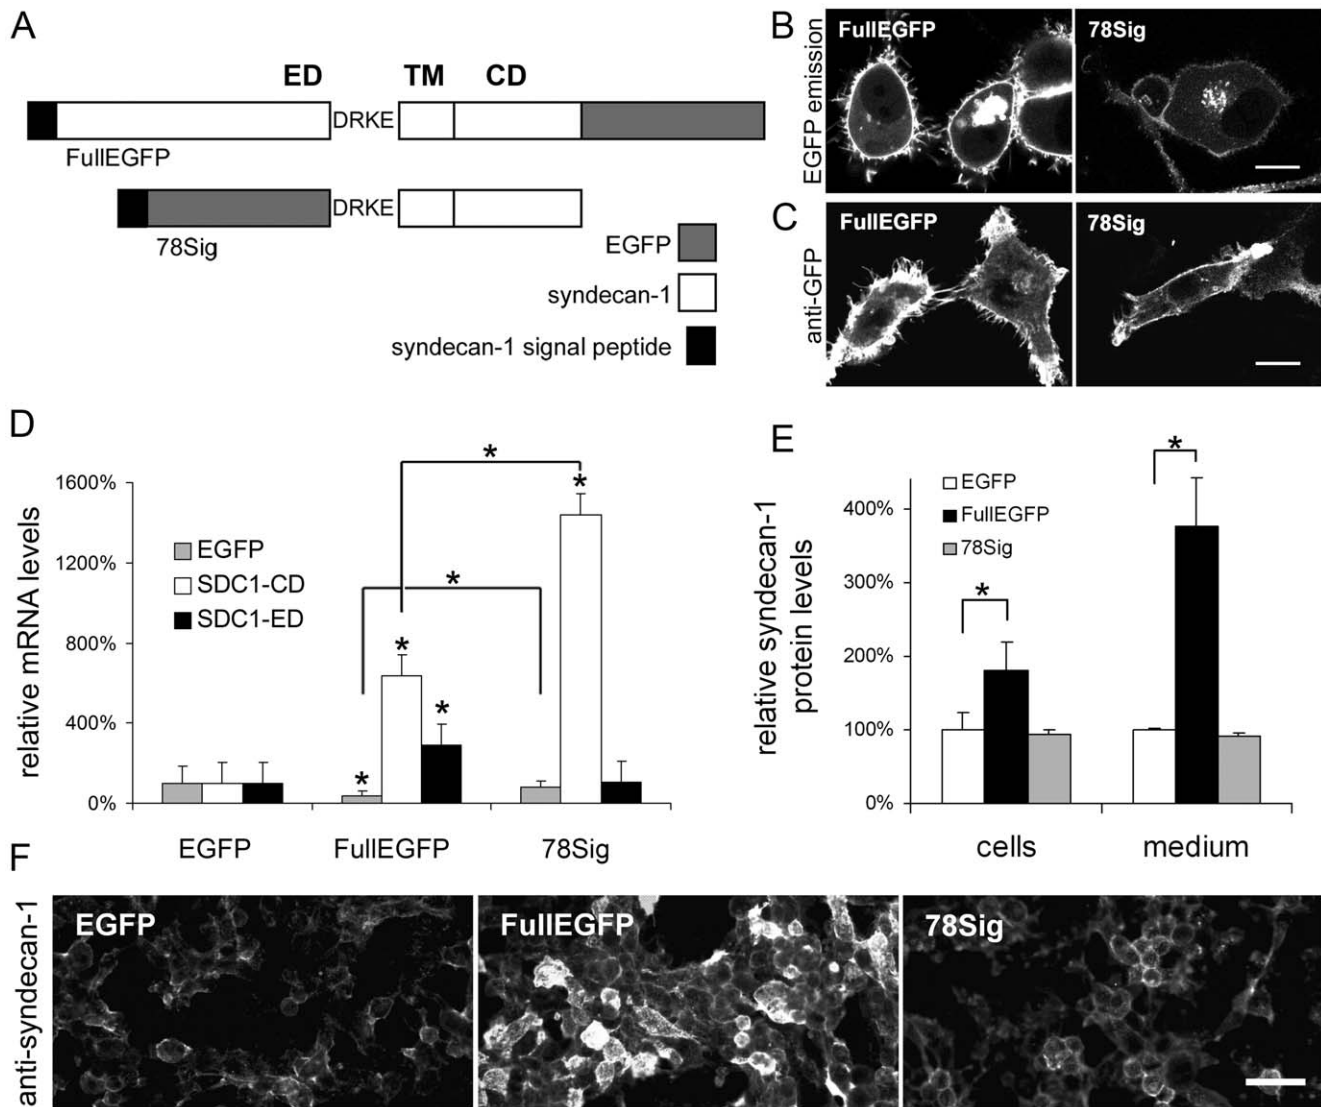 A
ED TM CD
DRKE
FullEGFP
DRKE
78Sig
EGFP
syndecan-1
syndecan-1 signal peptide
B
EGFP emission
FullEGFP
78Sig
C
anti-GFP
FullEGFP
78Sig
D
relative mRNA levels
1600%
1200%
800%
400%
0%
EGFP
SDC1-CD
SDC1-ED
*
*
*
*
*
*
EGFP FullEGFP 78Sig
E
relative syndecan-1
protein levels
400%
300%
200%
100%
0%
EGFP
FullEGFP
78Sig
*
*
cells medium
F
anti-syndecan-1
EGFP
FullEGFP
78Sig